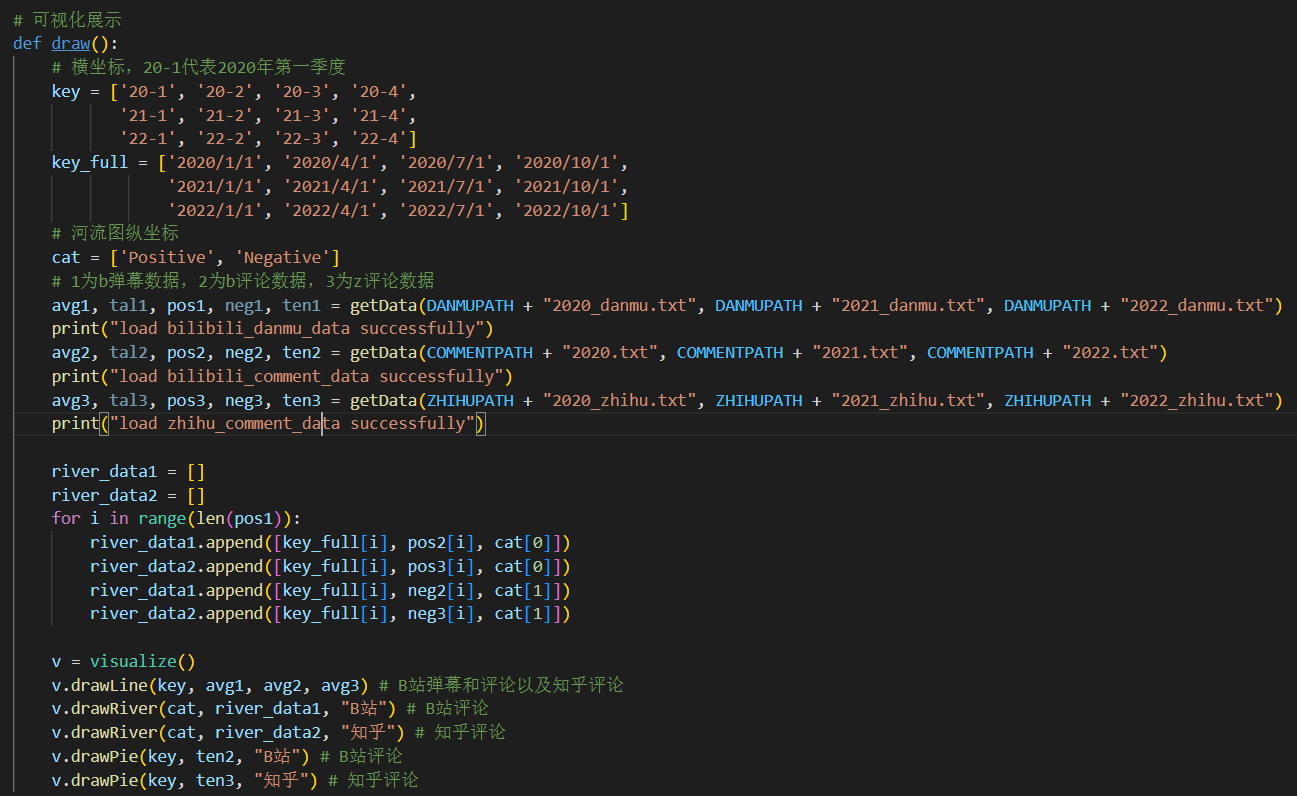 # 可视化展示
def draw():
    # 横坐标，20-1代表2020年第一季度
    key = ['20-1', '20-2', '20-3', '20-4',
           '21-1', '21-2', '21-3', '21-4',
           '22-1', '22-2', '22-3', '22-4']
    key_full = ['2020/1/1', '2020/4/1', '2020/7/1', '2020/10/1',
                '2021/1/1', '2021/4/1', '2021/7/1', '2021/10/1',
                '2022/1/1', '2022/4/1', '2022/7/1', '2022/10/1']
    # 河流图纵坐标
    cat = ['Positive', 'Negative']
    # 1为b弹幕数据，2为b评论数据，3为z评论数据
    avg1, tal1, pos1, neg1, ten1 = getData(DANMUPATH + "2020_danmu.txt", DANMUPATH + "2021_danmu.txt", DANMUPATH + "2022_danmu.txt")
    print("load bilibili_danmu_data successfully")
    avg2, tal2, pos2, neg2, ten2 = getData(COMMENTPATH + "2020.txt", COMMENTPATH + "2021.txt", COMMENTPATH + "2022.txt")
    print("load bilibili_comment_data successfully")
    avg3, tal3, pos3, neg3, ten3 = getData(ZHIHUPATH + "2020_zhihu.txt", ZHIHUPATH + "2021_zhihu.txt", ZHIHUPATH + "2022_zhihu.txt")
    print("load zhihu_comment_data successfully")

    river_data1 = []
    river_data2 = []
    for i in range(len(pos1)):
        river_data1.append([key_full[i], pos2[i], cat[0]])
        river_data2.append([key_full[i], pos3[i], cat[0]])
        river_data1.append([key_full[i], neg2[i], cat[1]])
        river_data2.append([key_full[i], neg3[i], cat[1]])

    v = visualize()
    v.drawLine(key, avg1, avg2, avg3) # B站弹幕和评论以及知乎评论
    v.drawRiver(cat, river_data1, "B站") # B站评论
    v.drawRiver(cat, river_data2, "知乎") # 知乎评论
    v.drawPie(key, ten2, "B站") # B站评论
    v.drawPie(key, ten3, "知乎") # 知乎评论